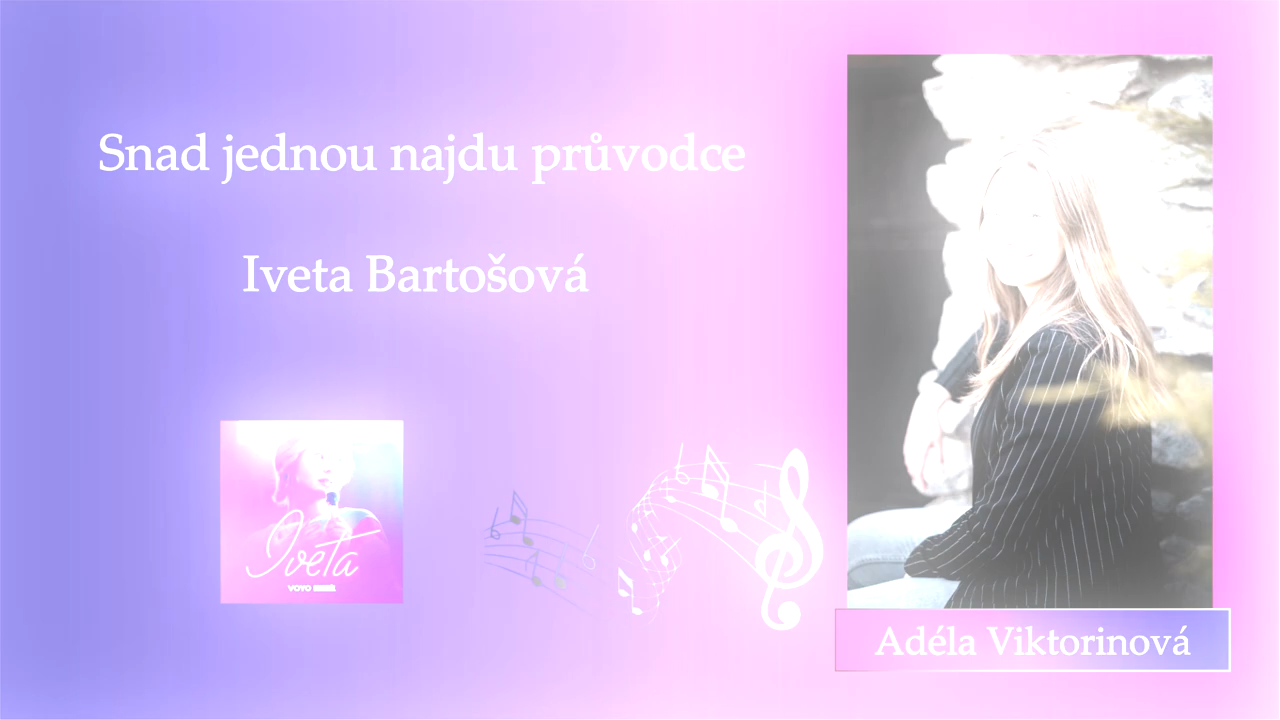 Snad jednou najdu průvodce
Iveta Bartošová
Iveta
VOYO
Adéla Viktorinová